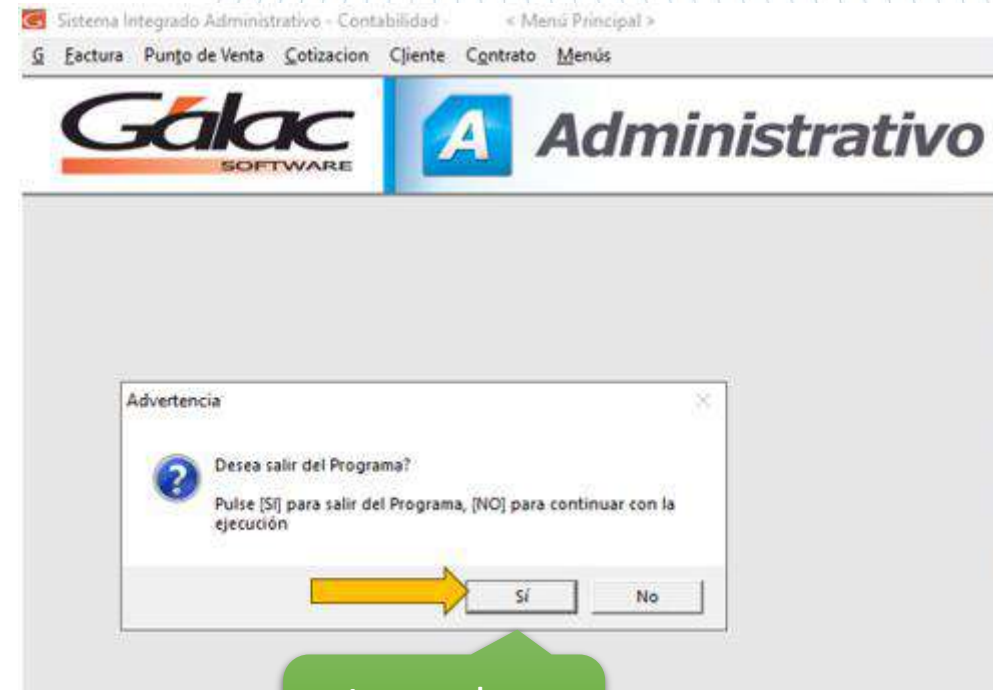 Sistema Integrado Administrativo - Contabilidad - < Menú Principal >
G Factura Punto de Venta Cotizacion Cliente Contrato Menús
Gálac
SOFTWARE
A Administrativo
Advertencia
Desea salir del Programa?
Pulse [Sí] para salir del Programa, [NO] para continuar con la
ejecución
Sí No